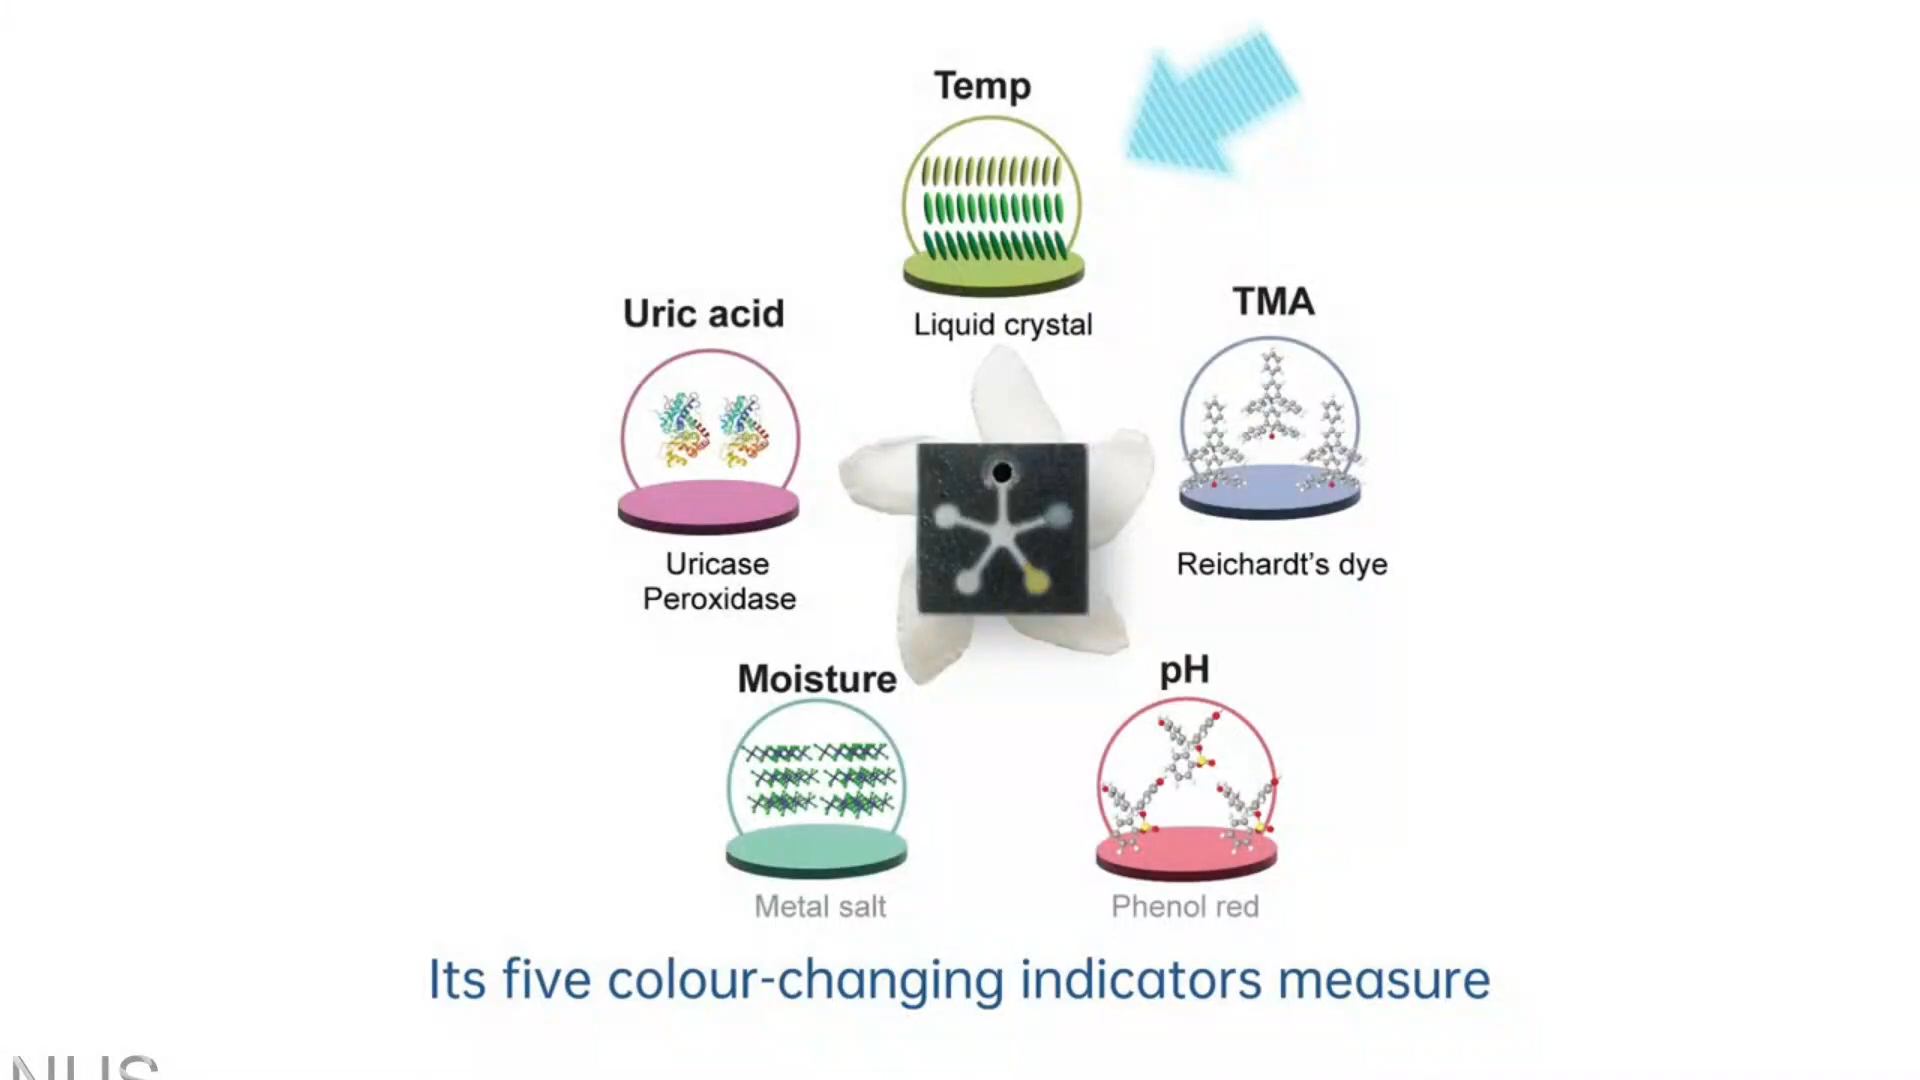 Temp
Liquid crystal
Uric acid
Uricase
Peroxidase
TMA
Reichardt's dye
Moisture
Metal salt
pH
Phenol red
Its five colour-changing indicators measure
NUS